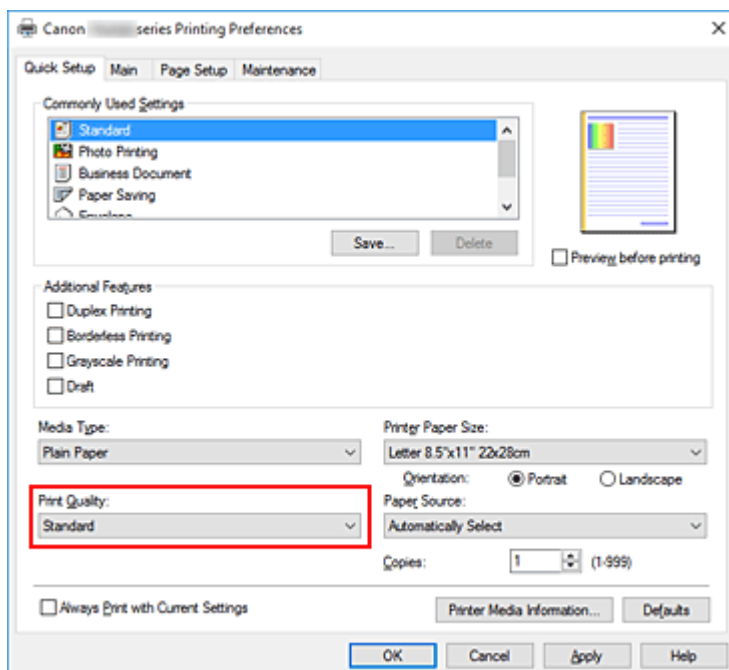 Canon series Printing Preferences
Quick Setup Main Page Setup Maintenance
Commonly Used Settings
Standard
Photo Printing
Business Document
Paper Saving
Envelope
Save... Delete
Preview before printing
Additional Features
Duplex Printing
Borderless Printing
Grayscale Printing
Draft
Media Type: Printer Paper Size:
Plain Paper Letter 8.5"x11" 22x28cm
Orientation: Portrait Landscape
Print Quality: Paper Source:
Standard Automatically Select
Copies: 1 (1-999)
Always Print with Current Settings Printer Media Information... Defaults
OK Cancel Apply Help